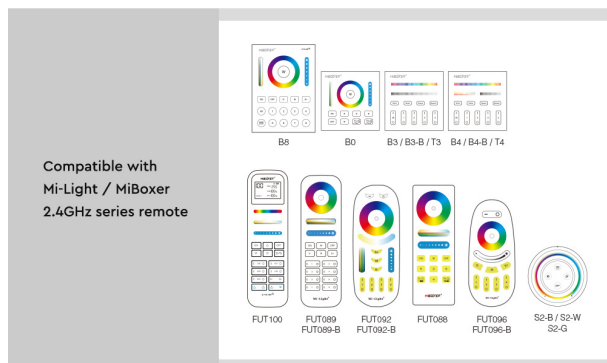 Compatible with
Mi-Light / MiBoxer
2.4GHz series remote
B8
B0
B3 / B3-B / T3
B4 / B4-B / T4
FUT100
FUT089
FUT089-B
FUT092
FUT092-B
FUT088
FUT096
FUT096-B
S2-B / S2-W
S2-G